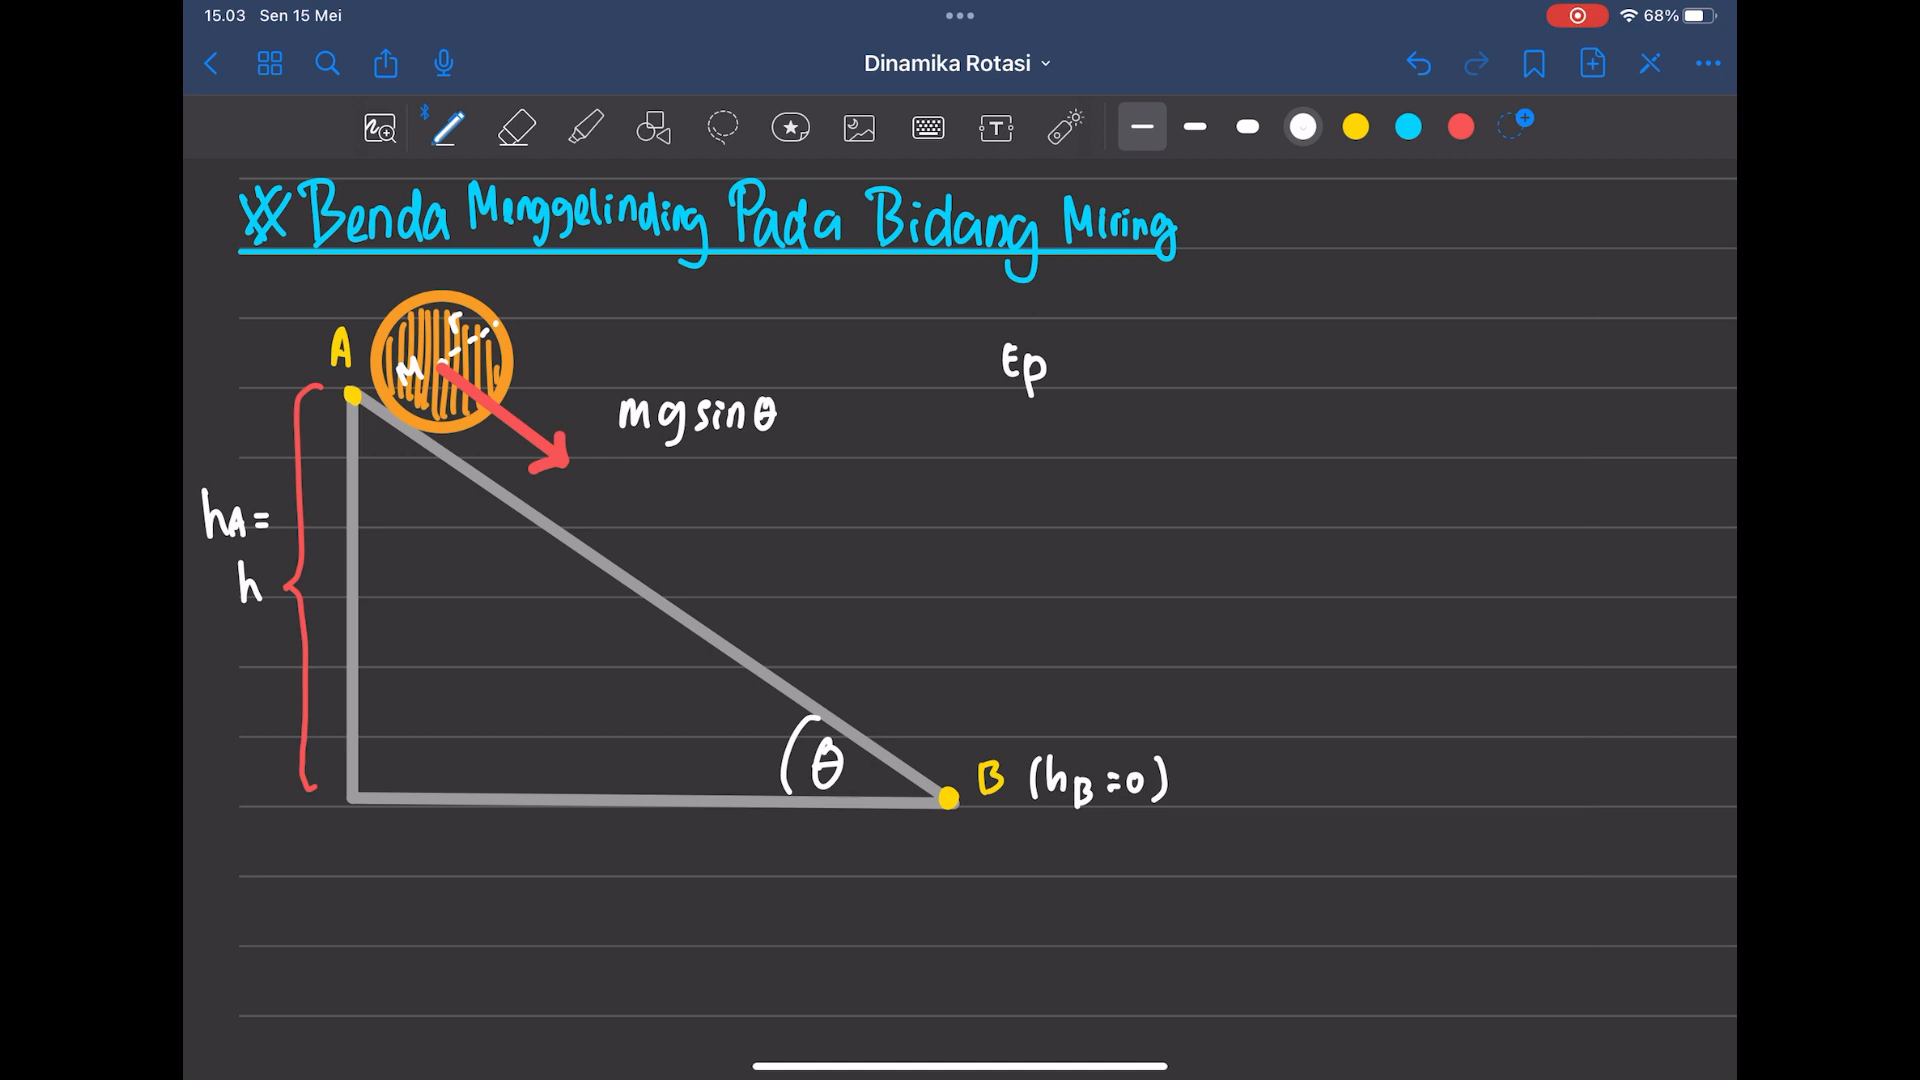 15.03 Sen 15 Mei
68%
Dinamika Rotasi
T
Benda Menggelinding Pada Bidang Miring
A
r
M
Ep
mg sin θ
hA =
h
θ
B (hB = 0)